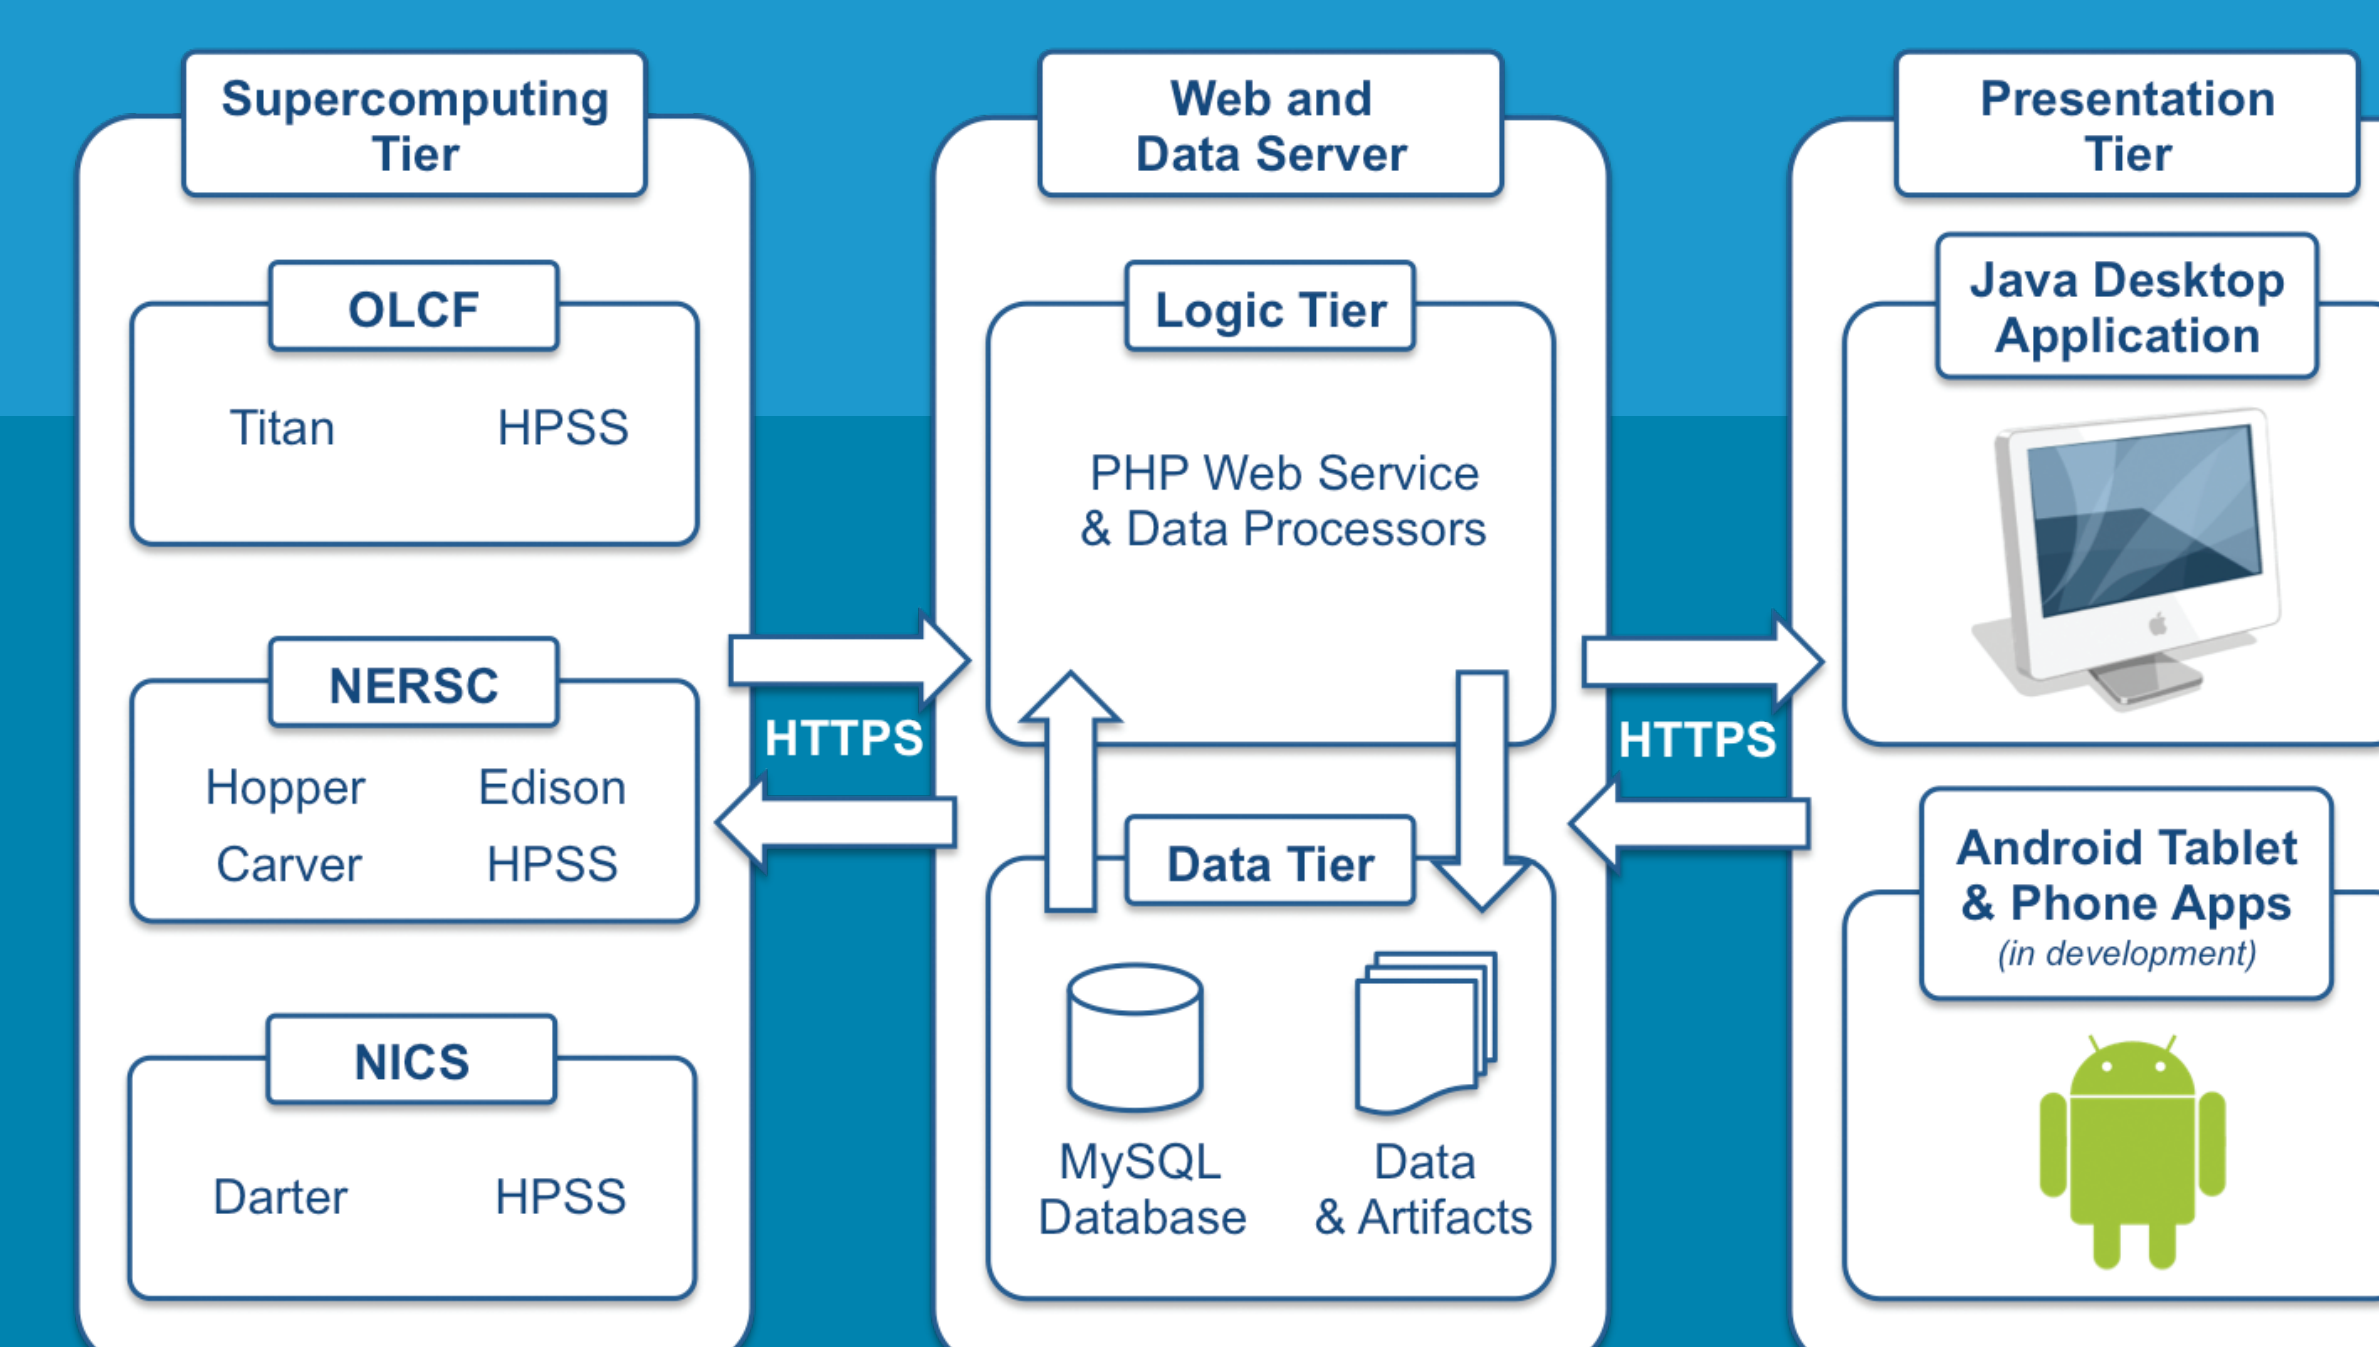 Supercomputing
Tier
OLCF
Titan HPSS
NERSC
Hopper Edison
Carver HPSS
NICS
Darter HPSS
HTTPS
Web and
Data Server
Logic Tier
PHP Web Service
& Data Processors
Data Tier
MySQL
Database
Data
& Artifacts
HTTPS
Presentation
Tier
Java Desktop
Application
Android Tablet
& Phone Apps
(in development)